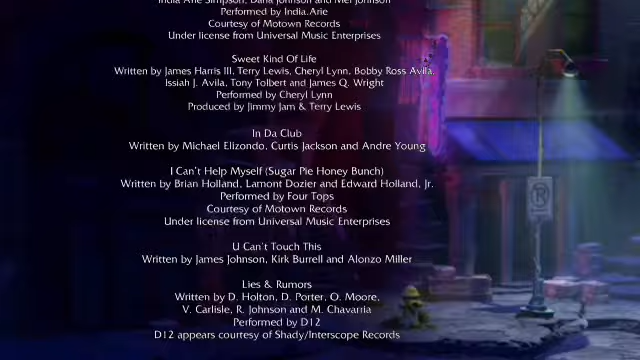 India Arie Simpson, Dana Johnson and Mel Johnson
Performed by India.Arie
Courtesy of Motown Records
Under license from Universal Music Enterprises
Sweet Kind Of Life
Written by James Harris III, Terry Lewis, Cheryl Lynn, Bobby Ross Avila,
Issiah J. Avila, Tony Tolbert and James Q. Wright
Performed by Cheryl Lynn
Produced by Jimmy Jam & Terry Lewis
In Da Club
Written by Michael Elizondo, Curtis Jackson and Andre Young
I Can't Help Myself (Sugar Pie Honey Bunch)
Written by Brian Holland, Lamont Dozier and Edward Holland, Jr.
Performed by Four Tops
Courtesy of Motown Records
Under license from Universal Music Enterprises
U Can't Touch This
Written by James Johnson, Kirk Burrell and Alonzo Miller
Lies & Rumors
Written by D. Holton, D. Porter, O. Moore,
V. Carlisle, R. Johnson and M. Chavarria
Performed by D12
D12 appears courtesy of Shady/Interscope Records